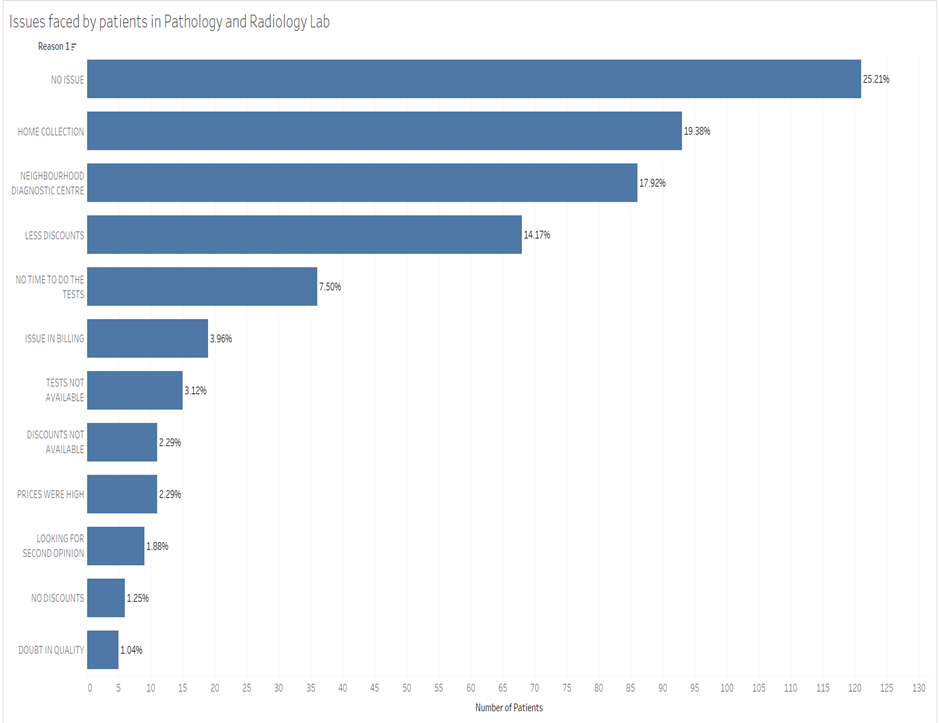 Issues faced by patients in Pathology and Radiology Lab
Reason 1
NO ISSUE 25.21%
HOME COLLECTION 19.38%
NEIGHBOURHOOD
DIAGNOSTIC CENTRE 17.92%
LESS DISCOUNTS 14.17%
NO TIME TO DO THE
TESTS 7.50%
ISSUE IN BILLING 3.96%
TESTS NOT
AVAILABLE 3.12%
DISCOUNTS NOT
AVAILABLE 2.29%
PRICES WERE HIGH 2.29%
LOOKING FOR
SECOND OPINION 1.88%
NO DISCOUNTS 1.25%
DOUBT IN QUALITY 1.04%
0 5 10 15 20 25 30 35 40 45 50 55 60 65 70 75 80 85 90 95 100 105 110 115 120 125 130
Number of Patients